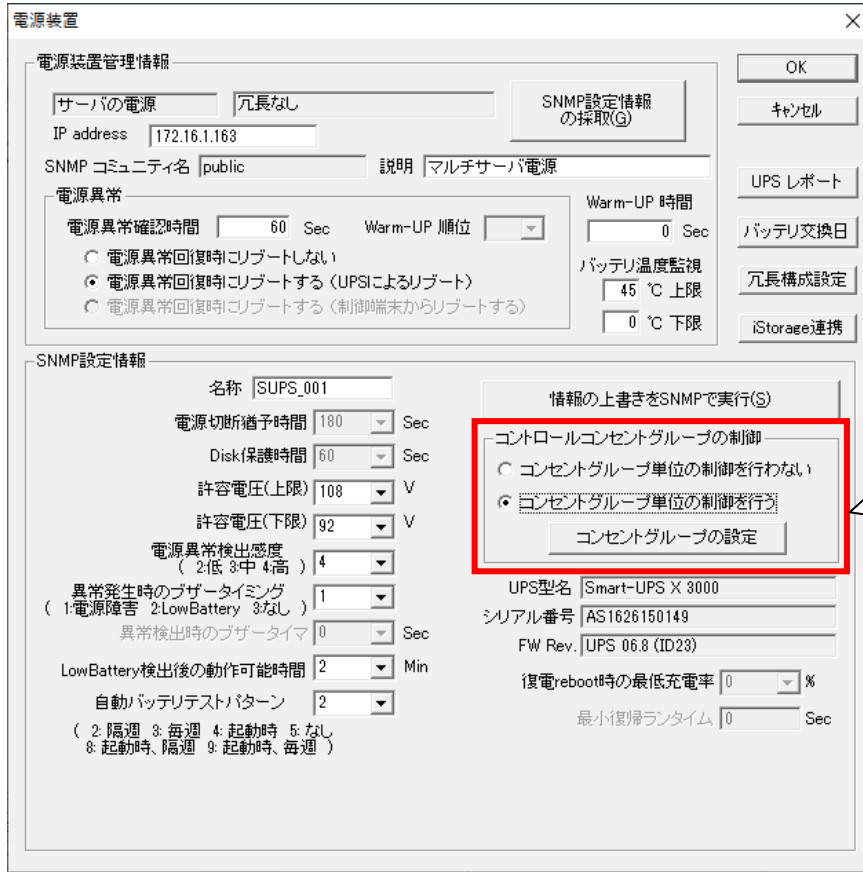 電源装置
電源装置管理情報
サーバの電源 冗長なし
SNMP設定情報
の採取(G)
IP address 172.16.1.163
SNMP コミュニティ名 public 説明 マルチサーバ電源
電源異常
電源異常確認時間 60 Sec Warm-UP 順位
電源異常回復時にリブートしない
電源異常回復時にリブートする (UPSによるリブート)
電源異常回復時にリブートする (制御端末からリブートする)
Warm-UP 時間
0 Sec
バッテリ温度監視
45 ℃ 上限
0 ℃ 下限
OK
キャンセル
UPS レポート
バッテリ交換日
冗長構成設定
iStorage連携
SNMP設定情報
名称 SUPS_001
電源切断猶予時間 180 Sec
Disk保護時間 60 Sec
許容電圧(上限) 108 V
許容電圧(下限) 92 V
電源異常検出感度
( 2:低 3:中 4:高 ) 4
異常発生時のブザータイミング
( 1:電源障害 2:LowBattery 3:なし ) 1
異常検出時のブザータイマ 0 Sec
LowBattery検出後の動作可能時間 2 Min
自動バッテリテストパターン 2
( 2: 隔週 3: 毎週 4: 起動時 5: なし
8: 起動時、隔週 9: 起動時、毎週 )
情報の上書きをSNMPで実行(S)
コントロールコンセントグループの制御
コンセントグループ単位の制御を行わない
コンセントグループ単位の制御を行う
コンセントグループの設定
UPS型名 Smart-UPS X 3000
シリアル番号 AS1626150149
FW Rev. UPS 06.8 (ID23)
復電reboot時の最低充電率 0 %
最小復帰ランタイム 0 Sec